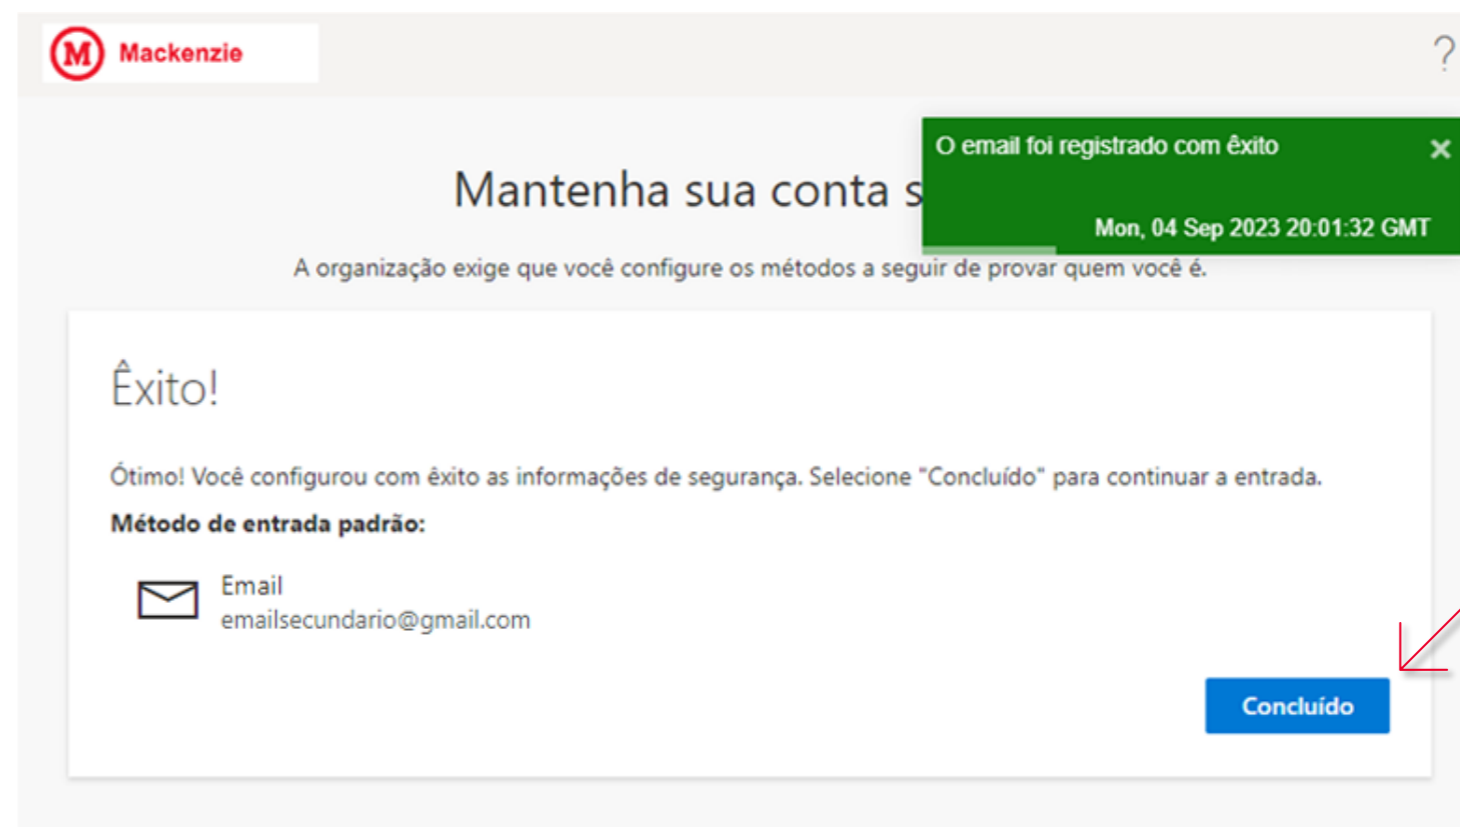 M Mackenzie
?
O email foi registrado com êxito ×
Mon, 04 Sep 2023 20:01:32 GMT
Mantenha sua conta s
A organização exige que você configure os métodos a seguir de provar quem você é.
Êxito!
Ótimo! Você configurou com êxito as informações de segurança. Selecione "Concluído" para continuar a entrada.
Método de entrada padrão:
Email
emailsecundario@gmail.com
Concluído